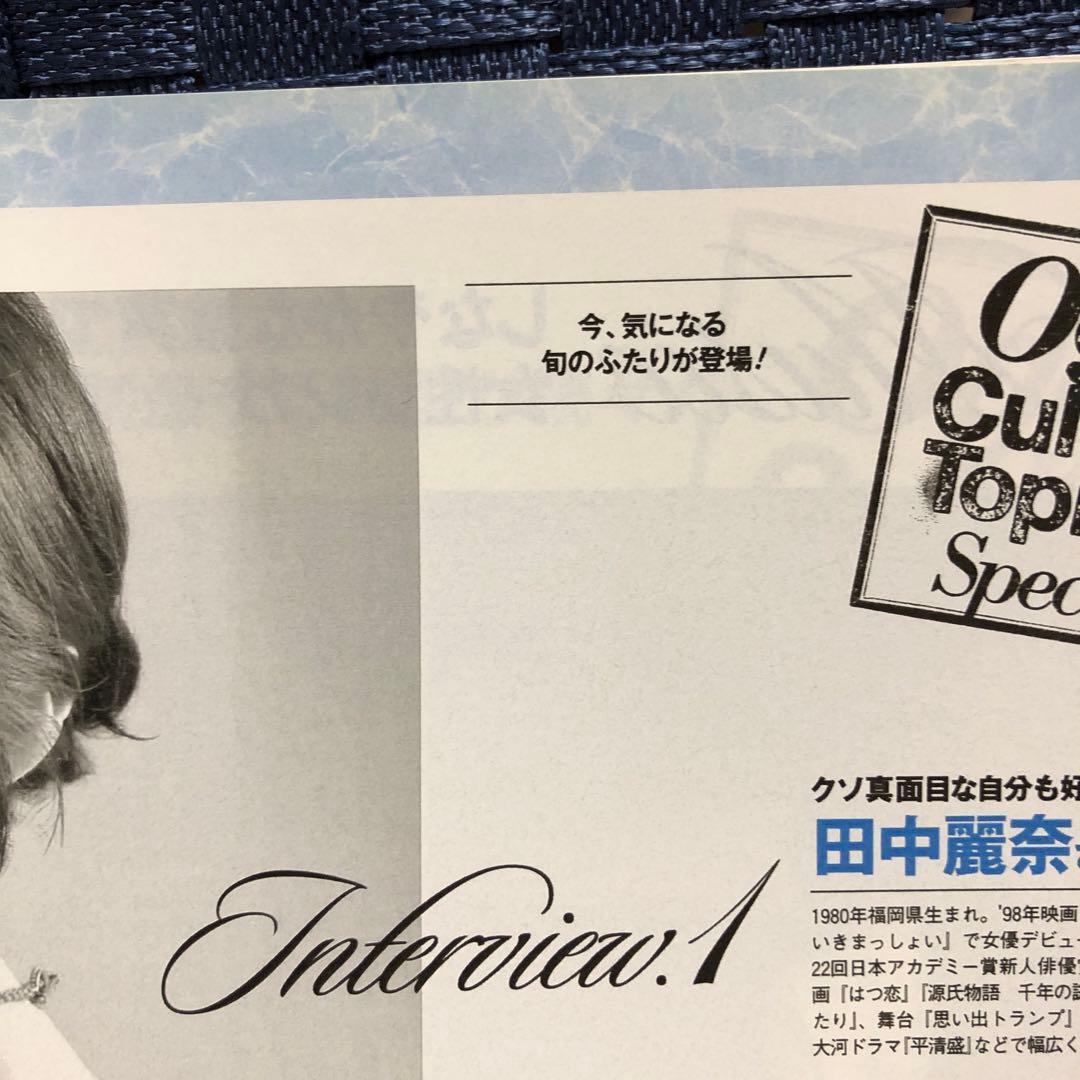 今、気になる
旬のふたりが登場！
Cul
Top
Spec
クソ真面目な自分も好
田中麗奈
Interview.1
1980年福岡県生まれ。'98年映画
いきまっしょい』で女優デビュー
22回日本アカデミー賞新人俳優
画『はつ恋』『源氏物語　千年の
たり』、舞台『思い出トランプ』
大河ドラマ『平清盛』などで幅広く